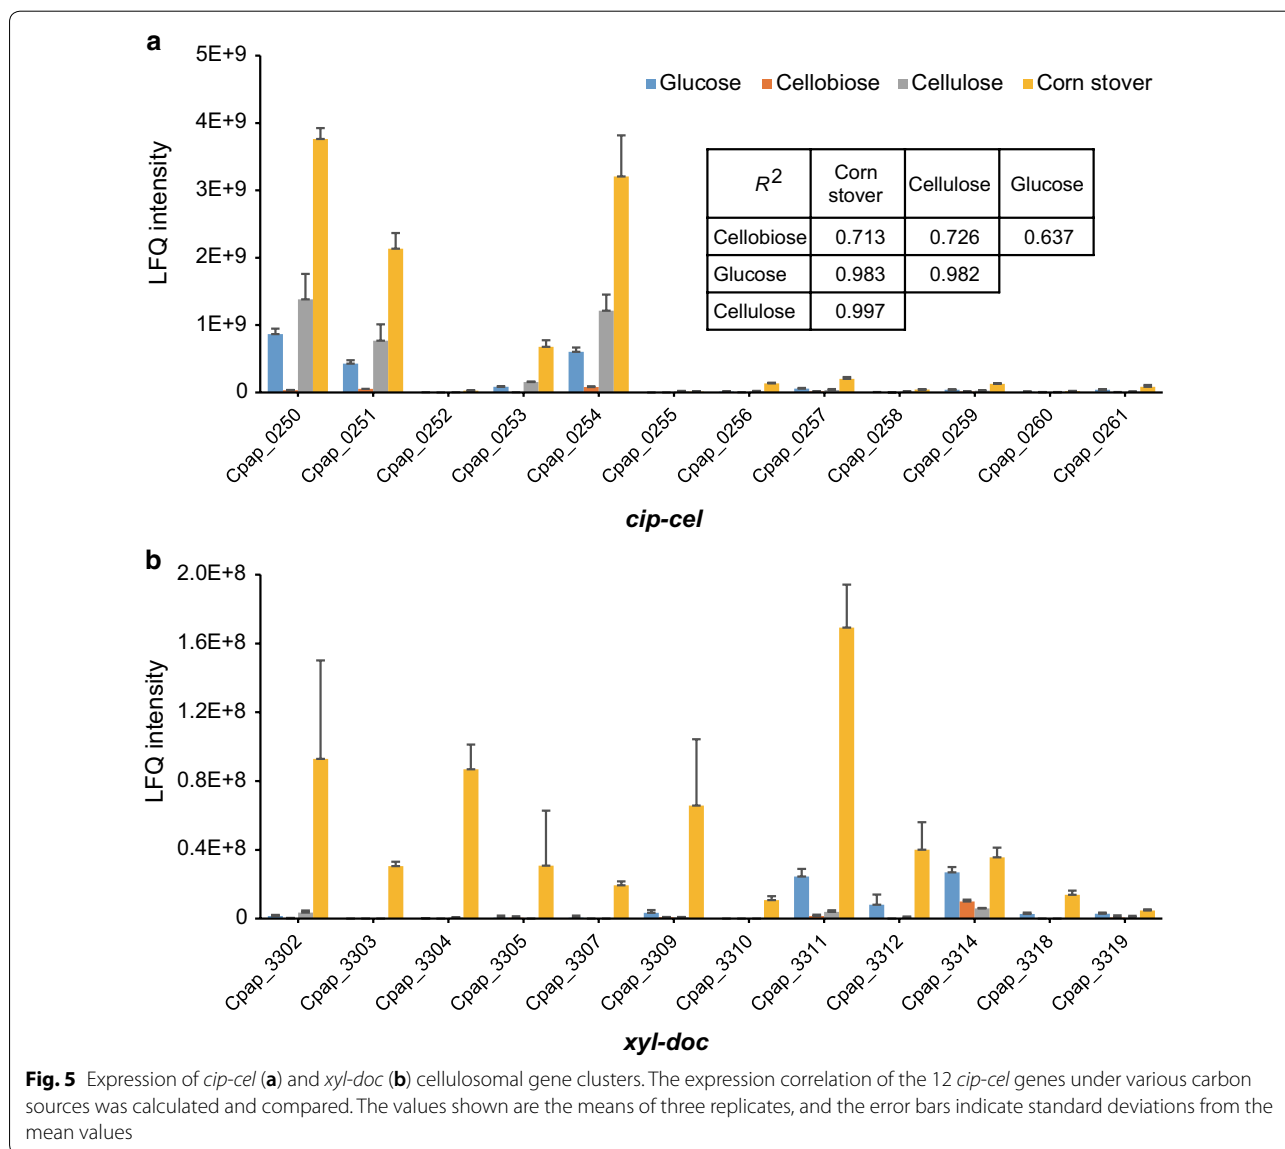 a
5E+9
4E+9
3E+9
2E+9
1E+9
0
LFQ intensity
Glucose Cellobiose Cellulose Corn stover
R2 Corn stover Cellulose Glucose
Cellobiose 0.713 0.726 0.637
Glucose 0.983 0.982
Cellulose 0.997
Cpap_0250 Cpap_0251 Cpap_0252 Cpap_0253 Cpap_0254 Cpap_0255 Cpap_0256 Cpap_0257 Cpap_0258 Cpap_0259 Cpap_0260 Cpap_0261
cip-cel
b
2.0E+8
1.6E+8
1.2E+8
0.8E+8
0.4E+8
0
LFQ intensity
Cpap_3302 Cpap_3303 Cpap_3304 Cpap_3305 Cpap_3307 Cpap_3309 Cpap_3310 Cpap_3311 Cpap_3312 Cpap_3314 Cpap_3318 Cpap_3319
xyl-doc
Fig. 5 Expression of cip-cel (a) and xyl-doc (b) cellulosomal gene clusters. The expression correlation of the 12 cip-cel genes under various carbon
sources was calculated and compared. The values shown are the means of three replicates, and the error bars indicate standard deviations from the
mean values